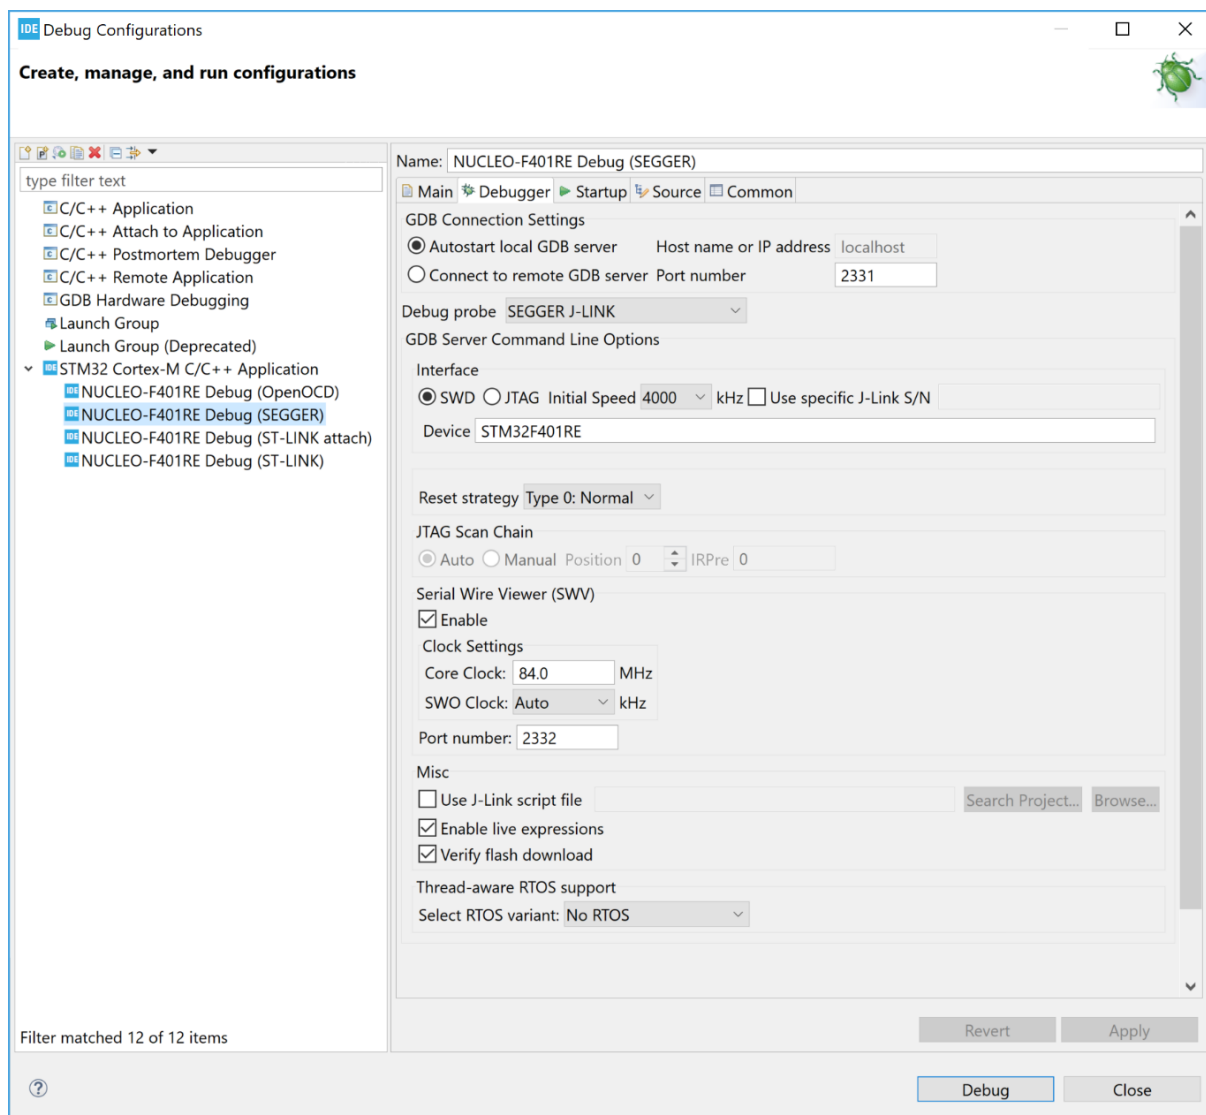 IDE Debug Configurations
Create, manage, and run configurations
type filter text
C/C++ Application
C/C++ Attach to Application
C/C++ Postmortem Debugger
C/C++ Remote Application
GDB Hardware Debugging
Launch Group
Launch Group (Deprecated)
IDE STM32 Cortex-M C/C++ Application
IDE NUCLEO-F401RE Debug (OpenOCD)
IDE NUCLEO-F401RE Debug (SEGGER)
IDE NUCLEO-F401RE Debug (ST-LINK attach)
IDE NUCLEO-F401RE Debug (ST-LINK)
Filter matched 12 of 12 items
Name: NUCLEO-F401RE Debug (SEGGER)
Main Debugger Startup Source Common
GDB Connection Settings
Autostart local GDB server Host name or IP address localhost
Connect to remote GDB server Port number 2331
Debug probe SEGGER J-LINK
GDB Server Command Line Options
Interface
SWD JTAG Initial Speed 4000 kHz Use specific J-Link S/N
Device STM32F401RE
Reset strategy Type 0: Normal
JTAG Scan Chain
Auto Manual Position 0 IRPre 0
Serial Wire Viewer (SWV)
Enable
Clock Settings
Core Clock: 84.0 MHz
SWO Clock: Auto kHz
Port number: 2332
Misc
Use J-Link script file Search Project... Browse...
Enable live expressions
Verify flash download
Thread-aware RTOS support
Select RTOS variant: No RTOS
Revert Apply
? Debug Close